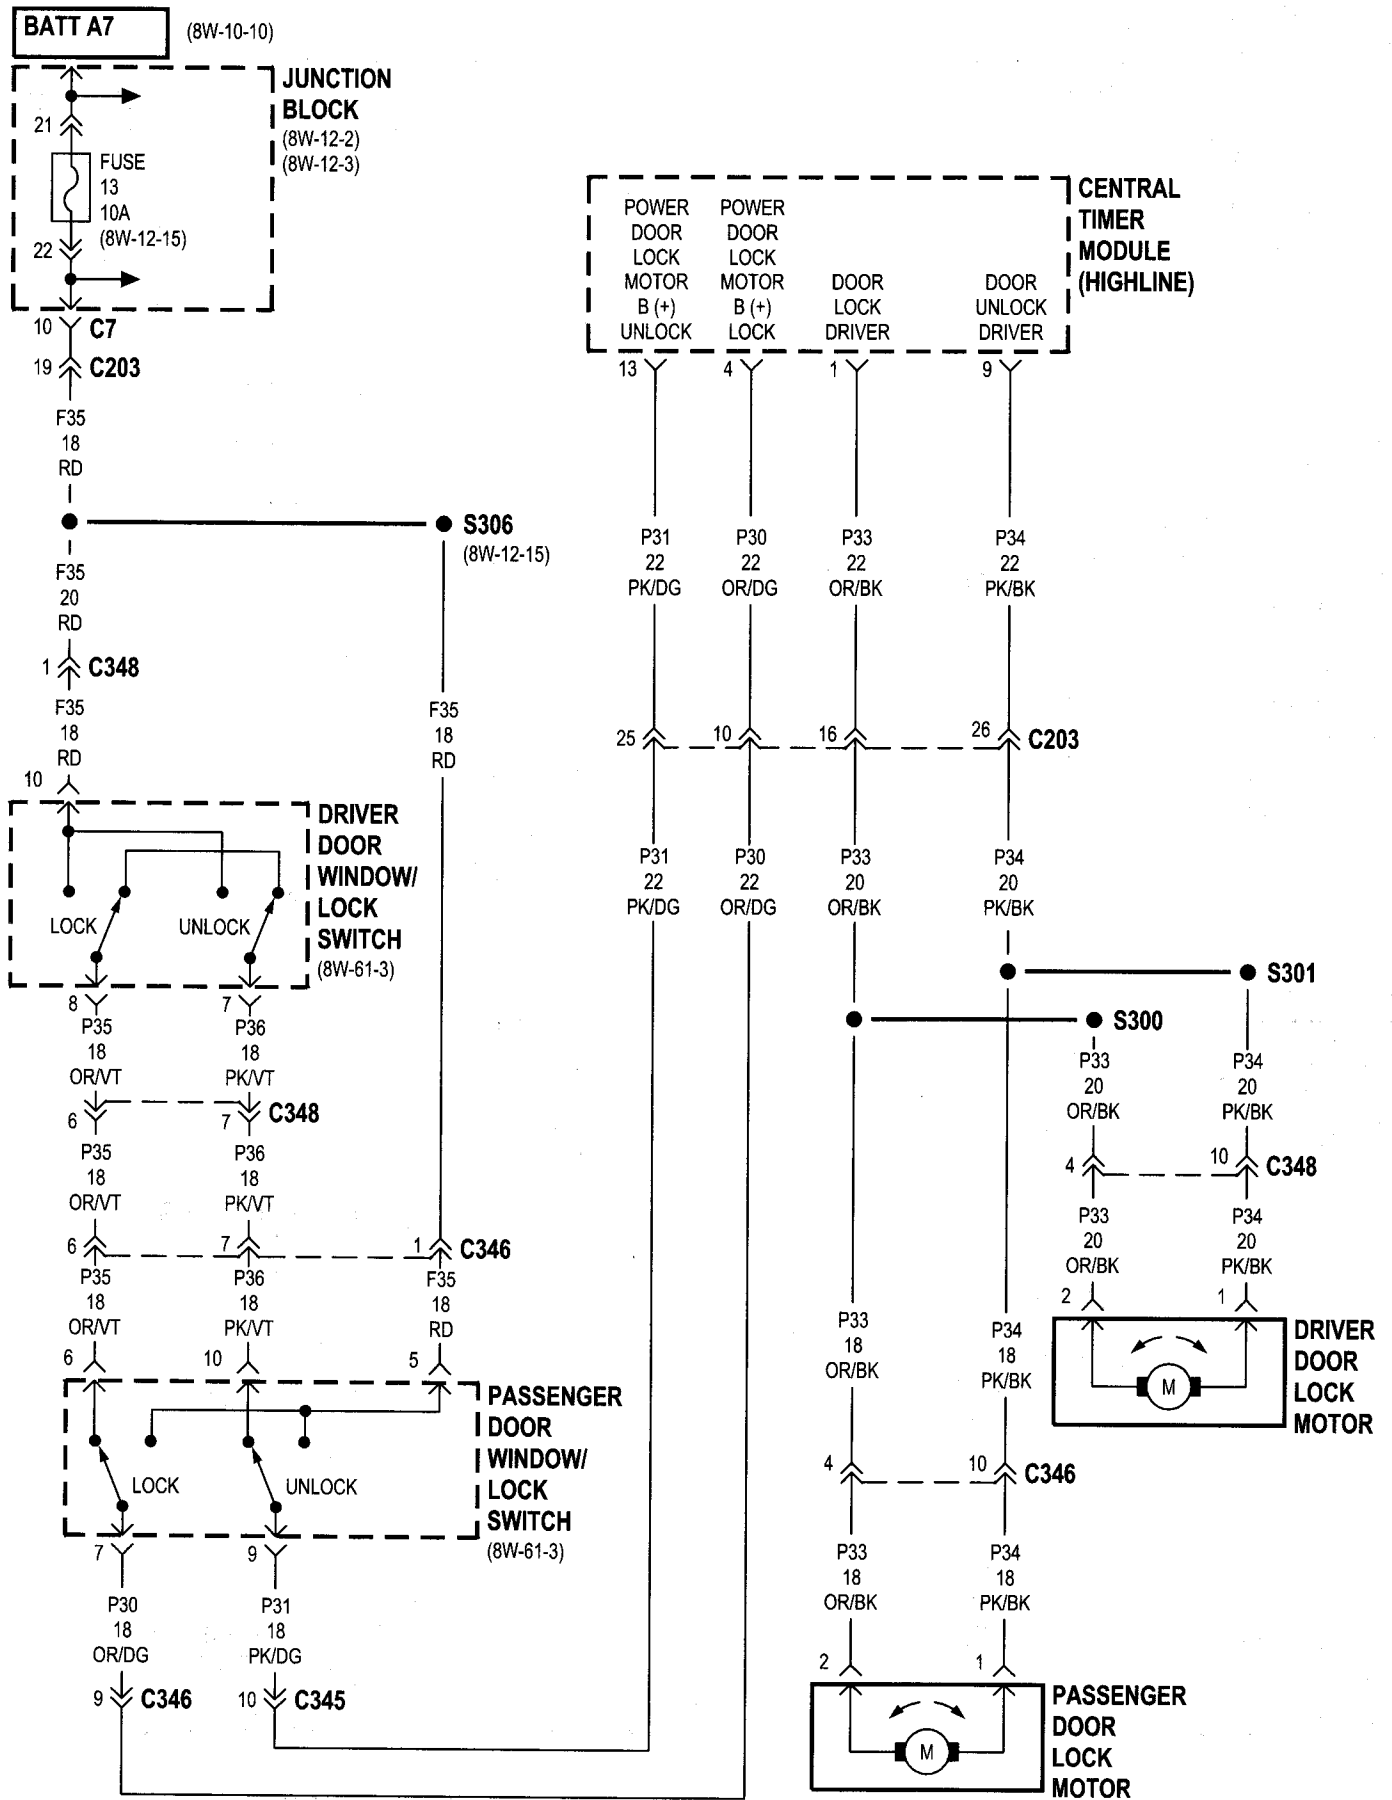 BATT A7
(8W-10-10)
JUNCTION
BLOCK
(8W-12-2)
(8W-12-3)
21
FUSE
13
10A
(8W-12-15)
22
10
C7
19
C203
F35
18
RD
S306
(8W-12-15)
F35
20
RD
1
C348
F35
18
RD
10
F35
18
RD
DRIVER
DOOR
WINDOW/
LOCK
SWITCH
(8W-61-3)
LOCK
UNLOCK
8
7
P35
18
OR/VT
P36
18
PK/VT
6
7
C348
P35
18
OR/VT
P36
18
PK/VT
6
7
1
C346
P35
18
OR/VT
P36
18
PK/VT
F35
18
RD
6
10
5
PASSENGER
DOOR
WINDOW/
LOCK
SWITCH
(8W-61-3)
LOCK
UNLOCK
7
9
P30
18
OR/DG
P31
18
PK/DG
9
C346
10
C345
CENTRAL
TIMER
MODULE
(HIGHLINE)
POWER
DOOR
LOCK
MOTOR
B (+)
UNLOCK
POWER
DOOR
LOCK
MOTOR
B (+)
LOCK
DOOR
LOCK
DRIVER
DOOR
UNLOCK
DRIVER
13
4
1
9
P31
22
PK/DG
P30
22
OR/DG
P33
22
OR/BK
P34
22
PK/BK
25
10
16
26
C203
P31
22
PK/DG
P30
22
OR/DG
P33
20
OR/BK
P34
20
PK/BK
S301
S300
P33
20
OR/BK
P34
20
PK/BK
4
10
C348
P33
20
OR/BK
P34
20
PK/BK
2
1
DRIVER
DOOR
LOCK
MOTOR
M
P33
18
OR/BK
P34
18
PK/BK
4
10
C346
P33
18
OR/BK
P34
18
PK/BK
2
1
PASSENGER
DOOR
LOCK
MOTOR
M